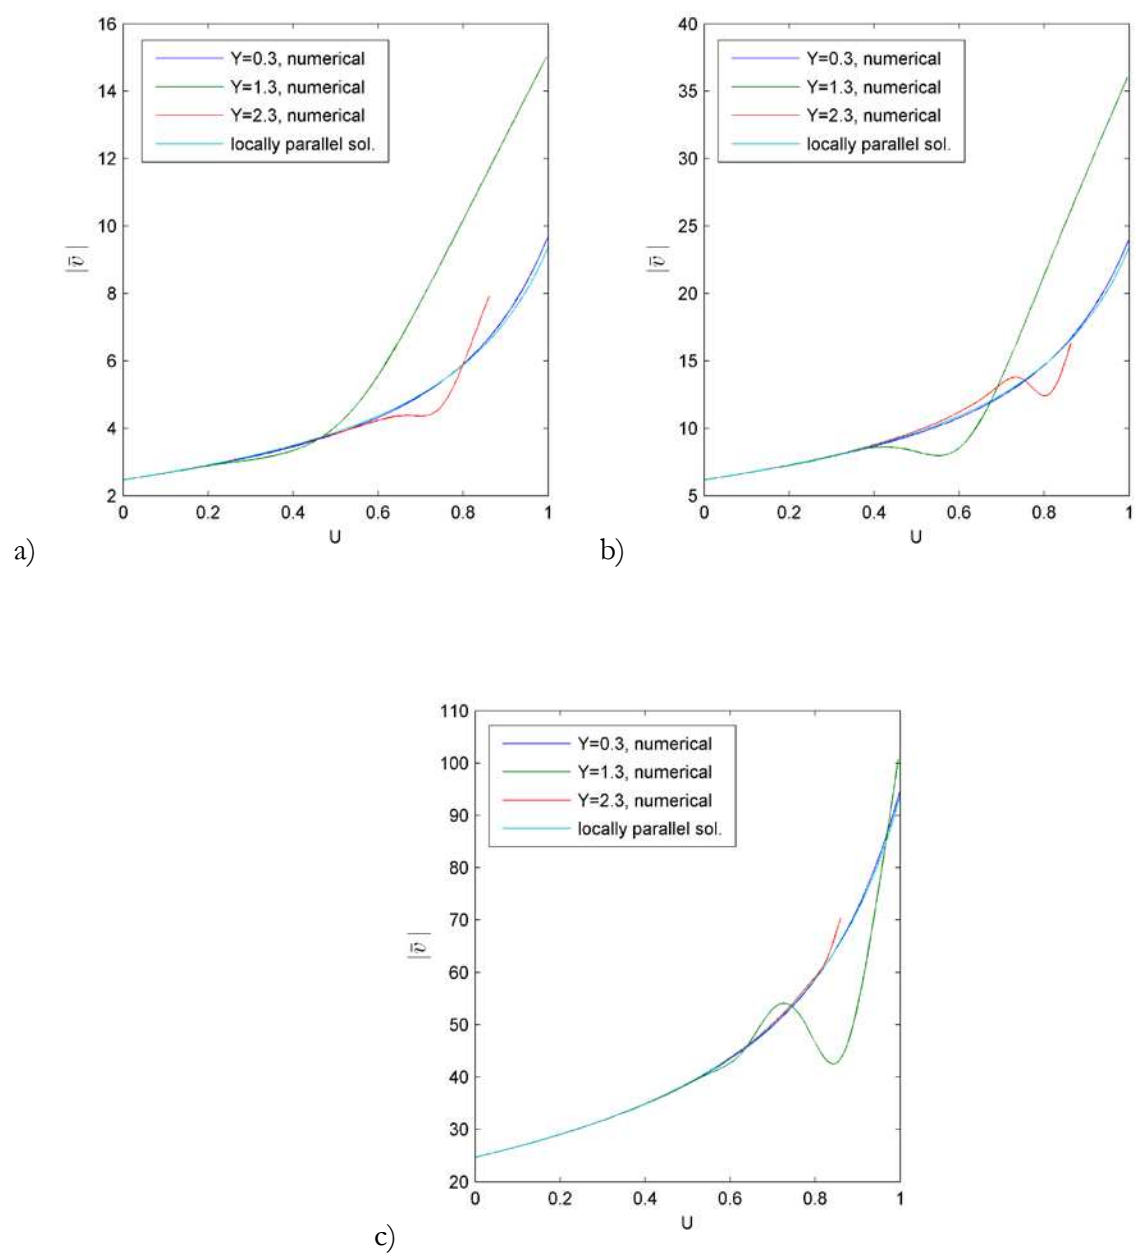 16
14
12
10
8
6
4
2
|v̄|
Y=0.3, numerical
Y=1.3, numerical
Y=2.3, numerical
locally parallel sol.
0 0.2 0.4 0.6 0.8 1
U
a)
40
35
30
25
20
15
10
5
|v̄|
Y=0.3, numerical
Y=1.3, numerical
Y=2.3, numerical
locally parallel sol.
0 0.2 0.4 0.6 0.8 1
U
b)
110
100
90
80
70
60
50
40
30
20
|v̄|
Y=0.3, numerical
Y=1.3, numerical
Y=2.3, numerical
locally parallel sol.
0 0.2 0.4 0.6 0.8 1
U
c)